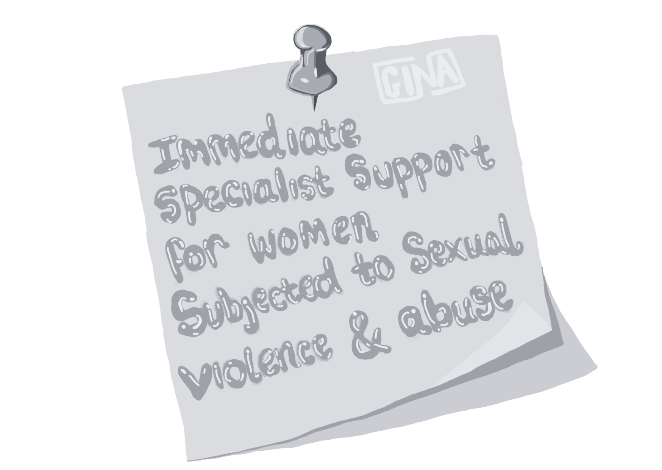 GINA
Immediate
Specialist Support
for women
Subjected to Sexual
violence & abuse